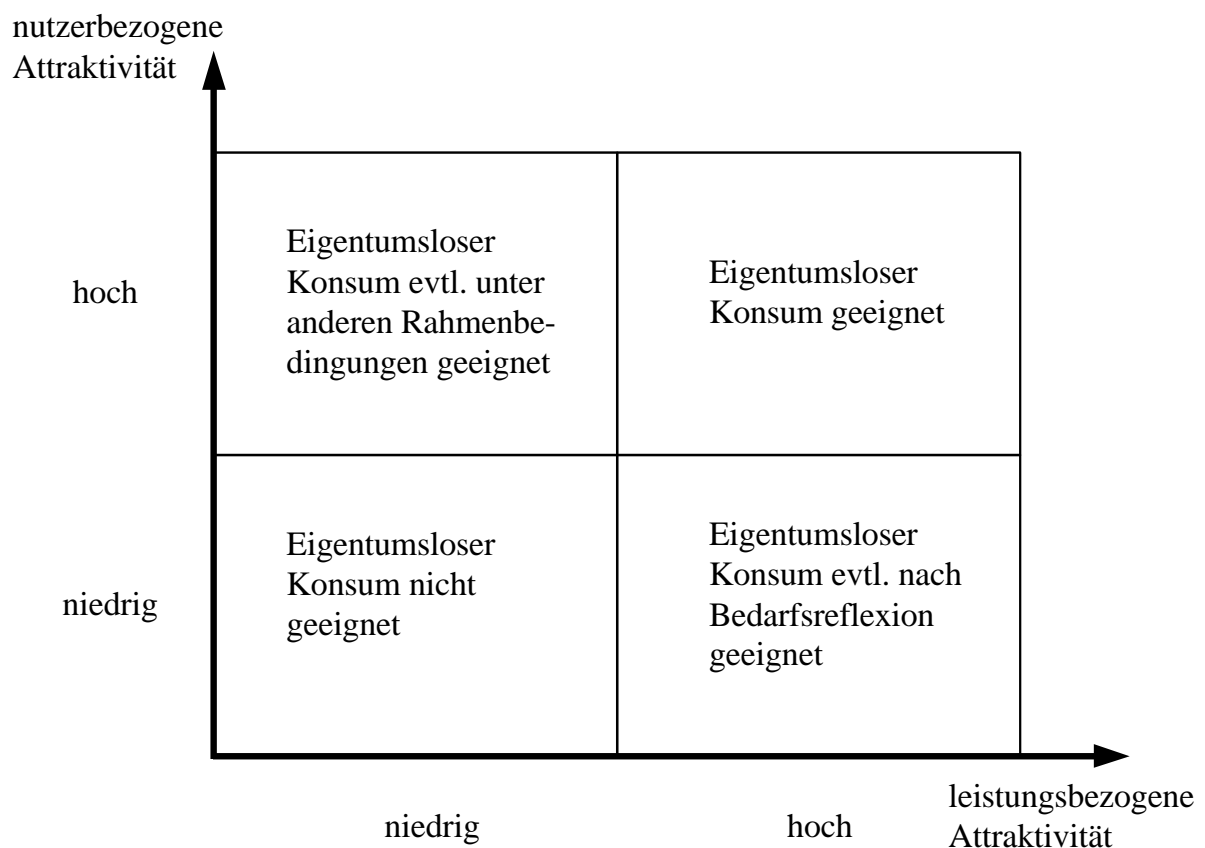 nutzerbezogene
Attraktivität
hoch
Eigentumsloser
Konsum evtl. unter
anderen Rahmenbe-
dingungen geeignet
Eigentumsloser
Konsum geeignet
niedrig
Eigentumsloser
Konsum nicht
geeignet
Eigentumsloser
Konsum evtl. nach
Bedarfsreflexion
geeignet
niedrig
hoch
leistungsbezogene
Attraktivität